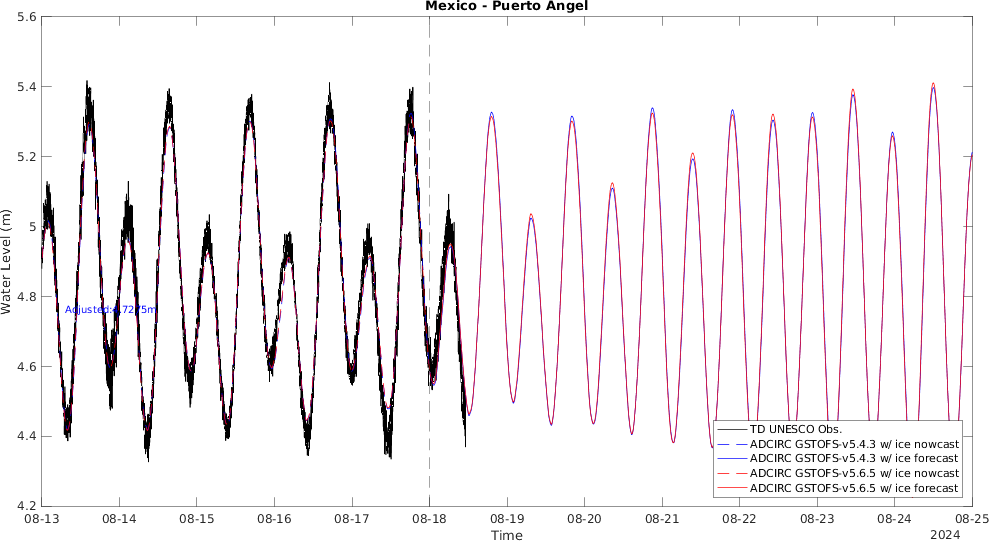 Mexico - Puerto Angel
5.6
5.4
5.2
5
4.8
4.6
4.4
4.2
Water Level (m)
Adjusted:4.7275m
TD UNESCO Obs.
ADCIRC GSTOFS-v5.4.3 w/ ice nowcast
ADCIRC GSTOFS-v5.4.3 w/ ice forecast
ADCIRC GSTOFS-v5.6.5 w/ ice nowcast
ADCIRC GSTOFS-v5.6.5 w/ ice forecast
08-13 08-14 08-15 08-16 08-17 08-18 08-19 08-20 08-21 08-22 08-23 08-24 08-25
Time
2024